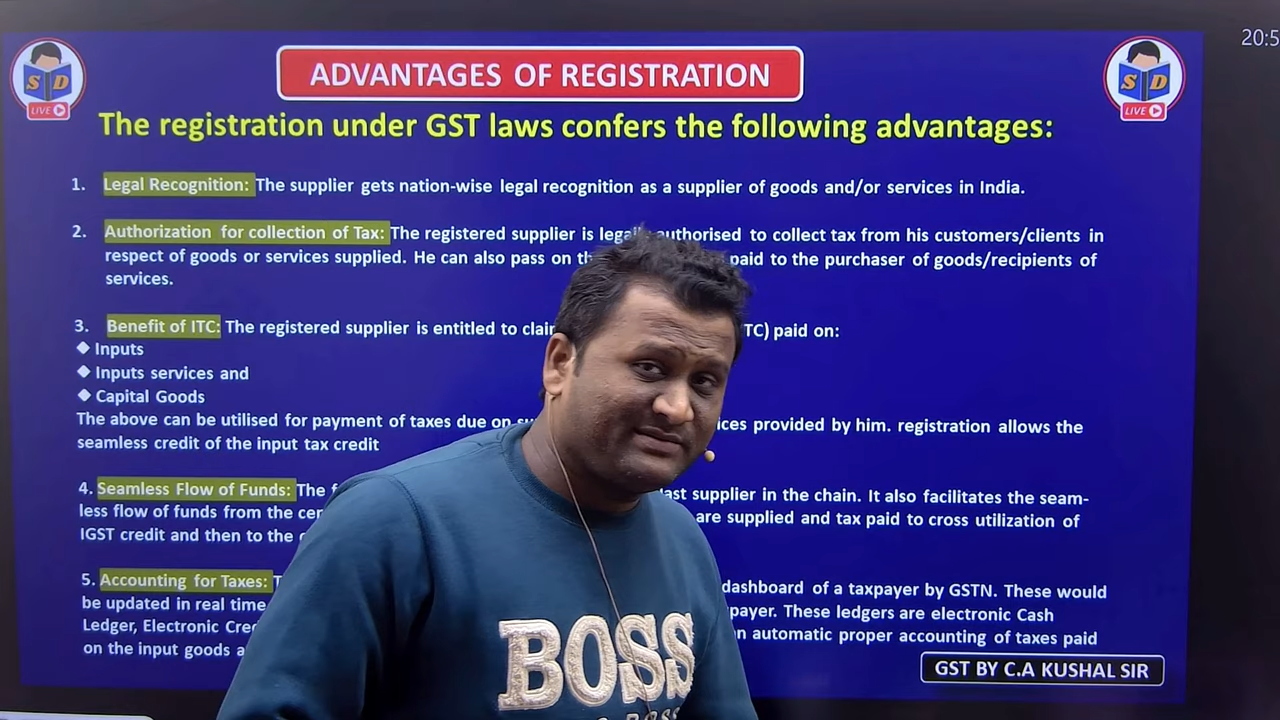 20:5
S D
LIVE
ADVANTAGES OF REGISTRATION
S D
LIVE
The registration under GST laws confers the following advantages:
1. Legal Recognition: The supplier gets nation-wise legal recognition as a supplier of goods and/or services in India.
2. Authorization for collection of Tax: The registered supplier is authorised to collect tax from his customers/clients in
respect of goods or services supplied. He can also pass on paid to the purchaser of goods/recipients of
services.
3. Benefit of ITC: The registered supplier is entitled to TC) paid on:
◆ Inputs
◆ Inputs services and
◆ Capital Goods
The above can be utilised for payment of taxes due on provided by him. registration allows the
seamless credit of the input tax credit
4. Seamless Flow of Funds: The supplier in the chain. It also facilitates the seam-
less flow of funds from the are supplied and tax paid to cross utilization of
IGST credit and then to the
5. Accounting for Taxes: dashboard of a taxpayer by GSTN. These would
be updated in real time These ledgers are electronic Cash
Ledger, Electronic automatic proper accounting of taxes paid
on the input goods
GST BY C.A KUSHAL SIR
BOSS
BOSS